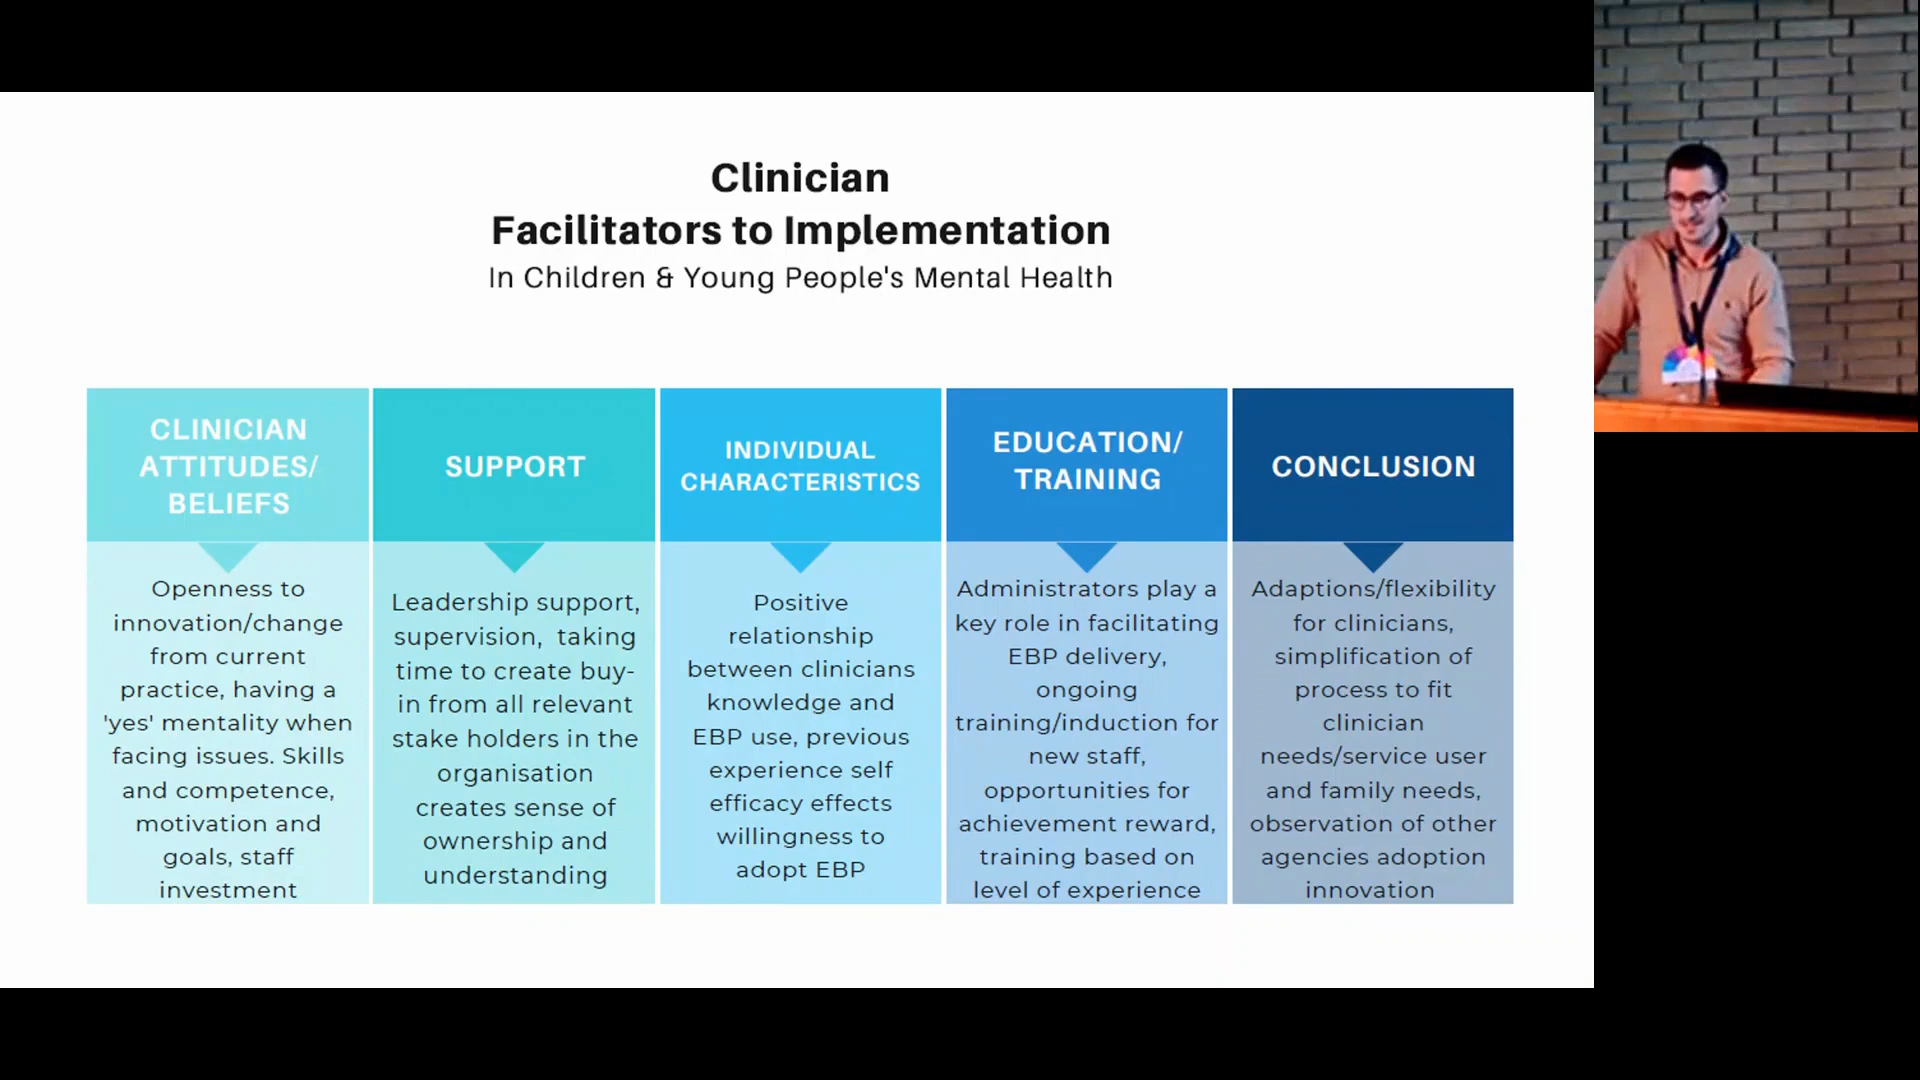 Clinician
Facilitators to Implementation
In Children & Young People's Mental Health
CLINICIAN
ATTITUDES/
BELIEFS
Openness to
innovation/change
from current
practice, having a
'yes' mentality when
facing issues. Skills
and competence,
motivation and
goals, staff
investment
SUPPORT
Leadership support,
supervision, taking
time to create buy-
in from all relevant
stake holders in the
organisation
creates sense of
ownership and
understanding
INDIVIDUAL
CHARACTERISTICS
Positive
relationship
between clinicians
knowledge and
EBP use, previous
experience self
efficacy effects
willingness to
adopt EBP
EDUCATION/
TRAINING
Administrators play a
key role in facilitating
EBP delivery,
ongoing
training/induction for
new staff,
opportunities for
achievement reward,
training based on
level of experience
CONCLUSION
Adaptions/flexibility
for clinicians,
simplification of
process to fit
clinician
needs/service user
and family needs,
observation of other
agencies adoption
innovation